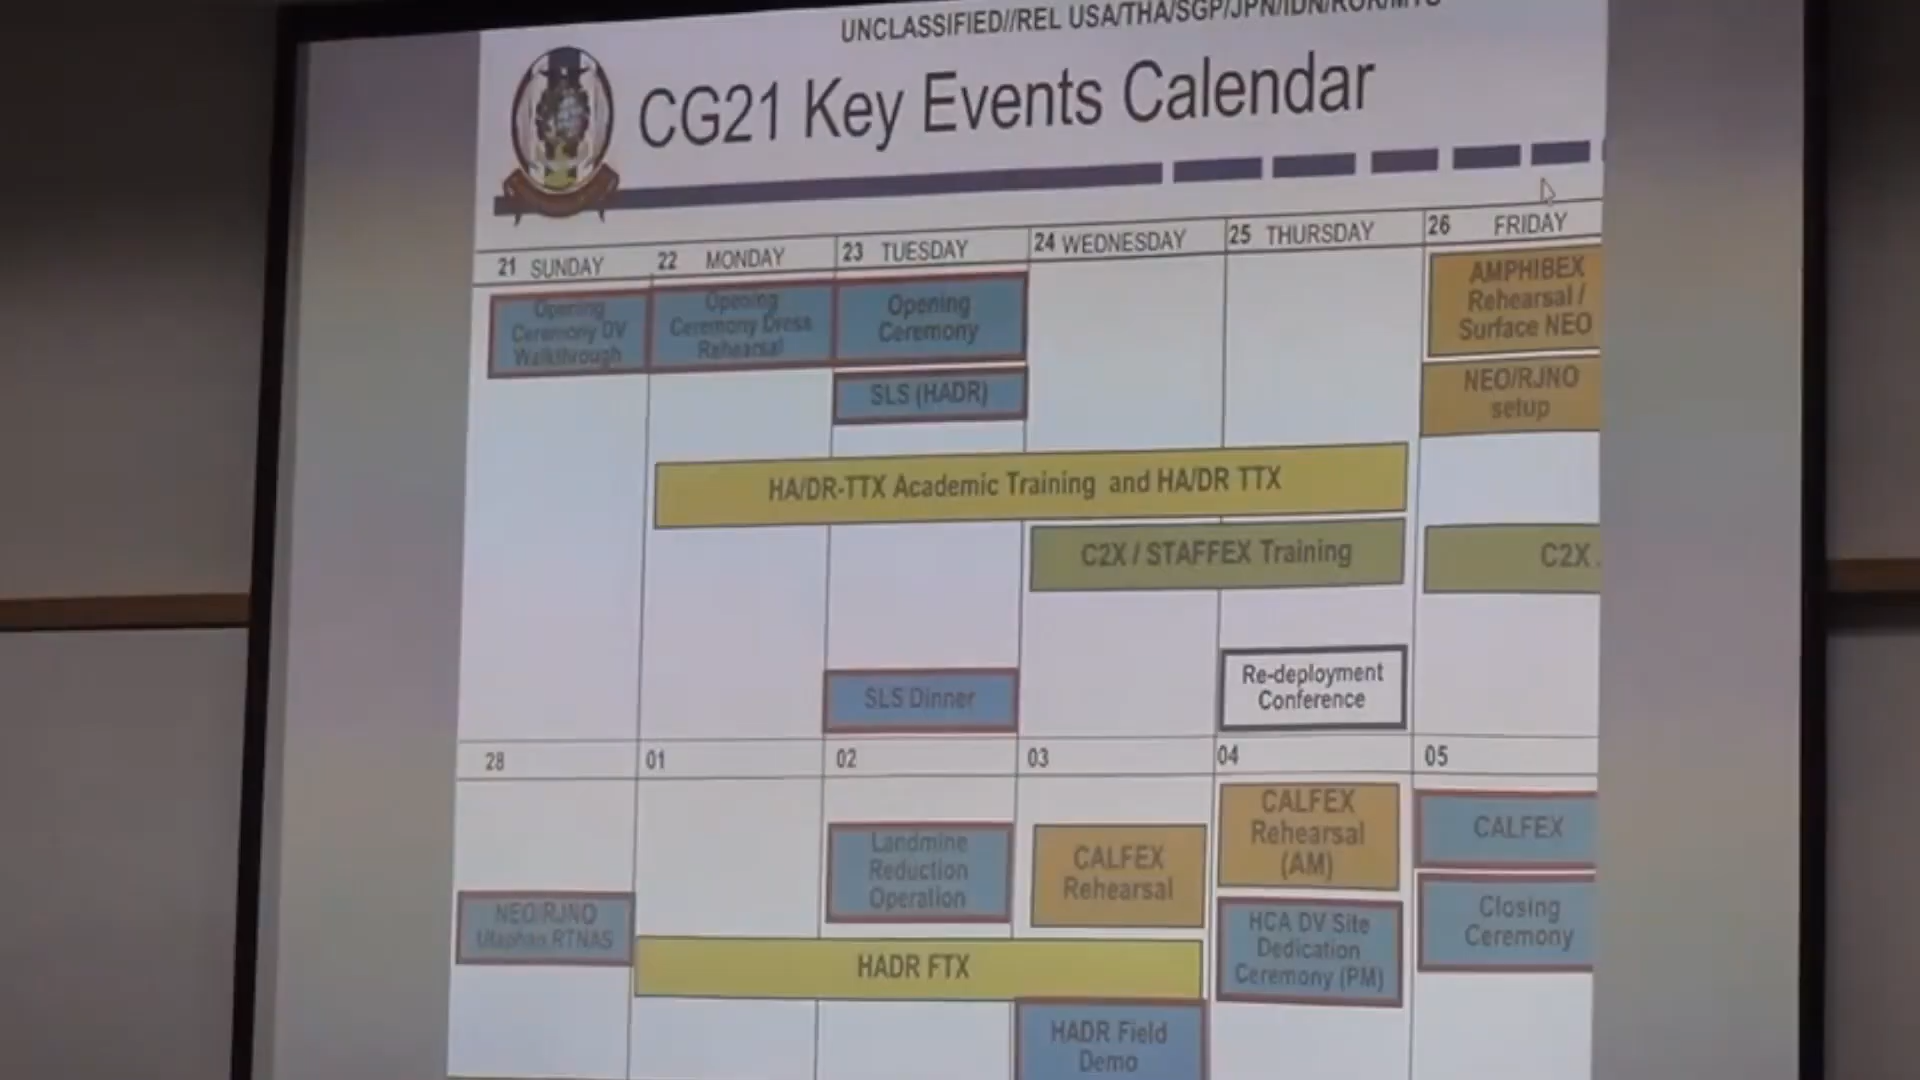 UNCLASSIFIED//REL USA/THA/SGP/JPN/IDN/ROK/MYS
CG21 Key Events Calendar
21 SUNDAY
22 MONDAY
23 TUESDAY
24 WEDNESDAY
25 THURSDAY
26 FRIDAY
Opening
Ceremony DV
Walkthrough
Opening
Ceremony Dress
Rehearsal
Opening
Ceremony
AMPHIBEX
Rehearsal /
Surface NEO
SLS (HADR)
NEO/RJNO
setup
HA/DR-TTX Academic Training and HA/DR TTX
C2X / STAFFEX Training
C2X
SLS Dinner
Re-deployment
Conference
28
01
02
03
04
05
NEO/RJNO
Utaphao RTNAS
Landmine
Reduction
Operation
CALFEX
Rehearsal
CALFEX
Rehearsal
(AM)
CALFEX
HADR FTX
HCA DV Site
Dedication
Ceremony (PM)
Closing
Ceremony
HADR Field
Demo